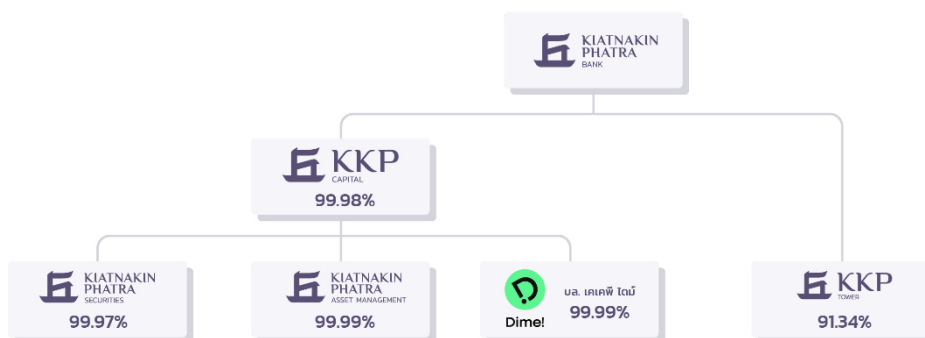 KIATNAKIN
PHATRA
BANK
KKP
CAPITAL
99.98%
KIATNAKIN
PHATRA
SECURITIES
99.97%
KIATNAKIN
PHATRA
ASSET MANAGEMENT
99.99%
Dime!
บล. เคเคพี ไดม์
99.99%
KKP
TOWER
91.34%